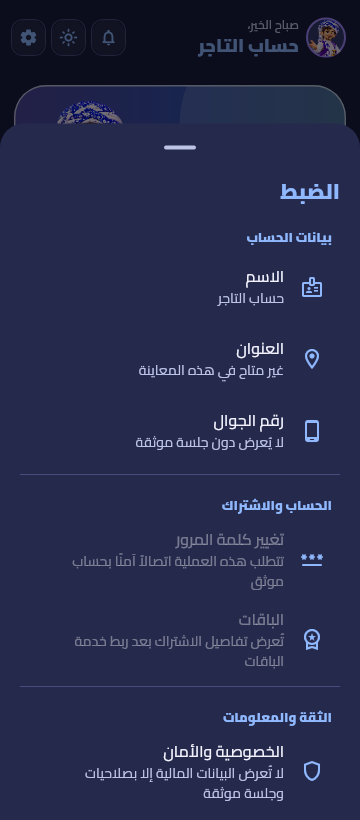 صباح الخير،
حساب التاجر
الضبط
بيانات الحساب
الاسم
حساب التاجر
العنوان
غير متاح في هذه المعاينة
رقم الجوال
لا يُعرض دون جلسة موثقة
الحساب والاشتراك
تغيير كلمة المرور
تتطلب هذه العملية اتصالاً آمنًا بحساب
موثق
الباقات
تُعرض تفاصيل الاشتراك بعد ربط خدمة
الباقات
الثقة والمعلومات
الخصوصية والأمان
لا تُعرض البيانات المالية إلا بصلاحيات
وجلسة موثقة